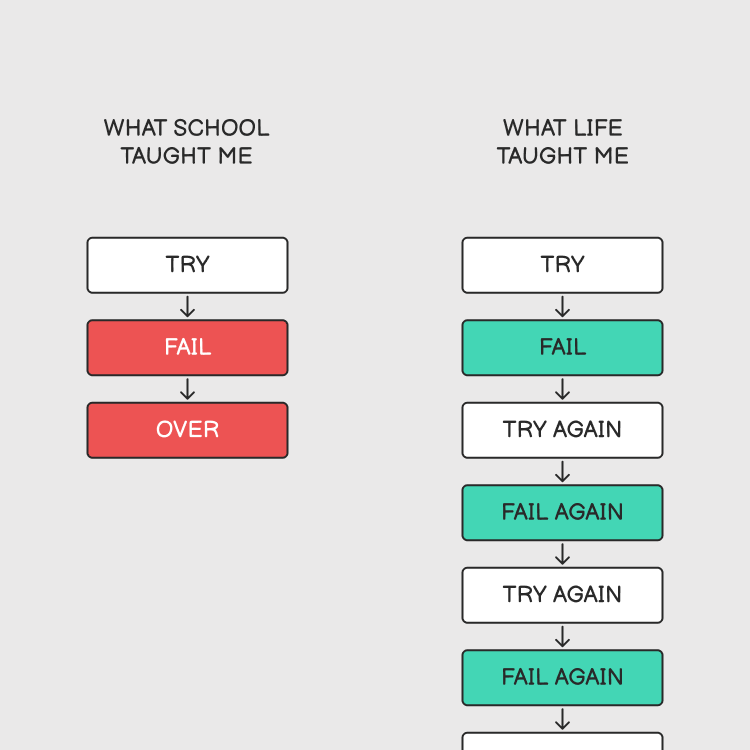 WHAT SCHOOL
TAUGHT ME
TRY
FAIL
OVER
WHAT LIFE
TAUGHT ME
TRY
FAIL
TRY AGAIN
FAIL AGAIN
TRY AGAIN
FAIL AGAIN